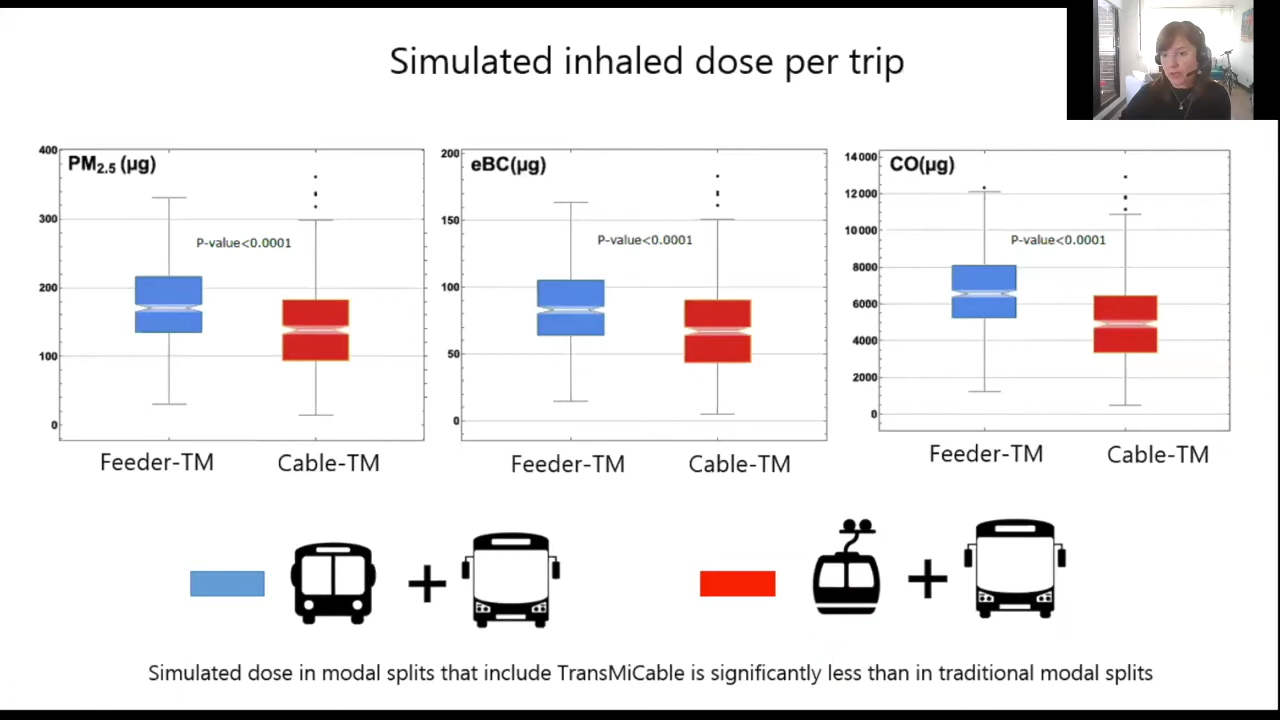 Simulated inhaled dose per trip
PM2.5 (µg)
400
300
200
100
0
P-value<0.0001
Feeder-TM
Cable-TM
eBC(µg)
200
150
100
50
0
P-value<0.0001
Feeder-TM
Cable-TM
CO(µg)
14000
12000
10000
8000
6000
4000
2000
0
P-value<0.0001
Feeder-TM
Cable-TM
+
+
Simulated dose in modal splits that include TransMiCable is significantly less than in traditional modal splits